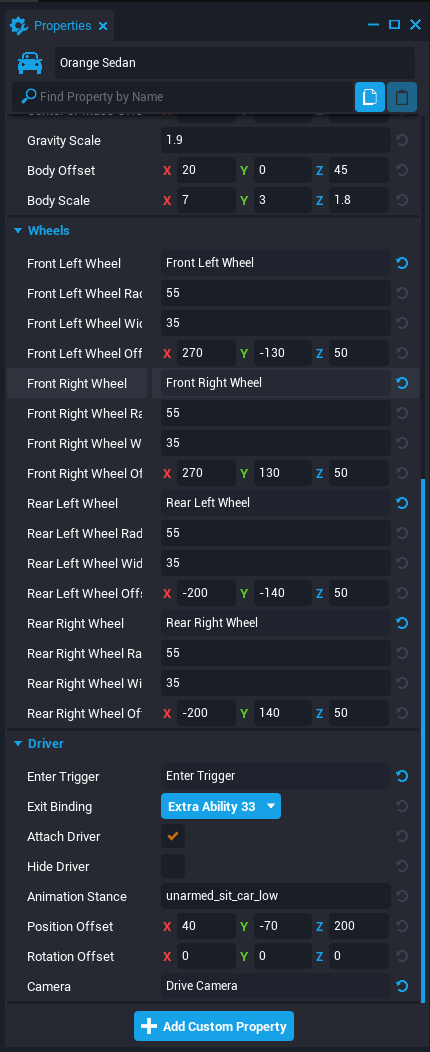 Properties
Orange Sedan
Find Property by Name
Gravity Scale 1.9
Body Offset X 20 Y 0 Z 45
Body Scale X 7 Y 3 Z 1.8
Wheels
Front Left Wheel Front Left Wheel
Front Left Wheel Rad 55
Front Left Wheel Wid 35
Front Left Wheel Off X 270 Y -130 Z 50
Front Right Wheel Front Right Wheel
Front Right Wheel Ra 55
Front Right Wheel W 35
Front Right Wheel Of X 270 Y 130 Z 50
Rear Left Wheel Rear Left Wheel
Rear Left Wheel Rad 55
Rear Left Wheel Wid 35
Rear Left Wheel Offs X -200 Y -140 Z 50
Rear Right Wheel Rear Right Wheel
Rear Right Wheel Ra 55
Rear Right Wheel Wi 35
Rear Right Wheel Of X -200 Y 140 Z 50
Driver
Enter Trigger Enter Trigger
Exit Binding Extra Ability 33
Attach Driver
Hide Driver
Animation Stance unarmed_sit_car_low
Position Offset X 40 Y -70 Z 200
Rotation Offset X 0 Y 0 Z 0
Camera Drive Camera
Add Custom Property